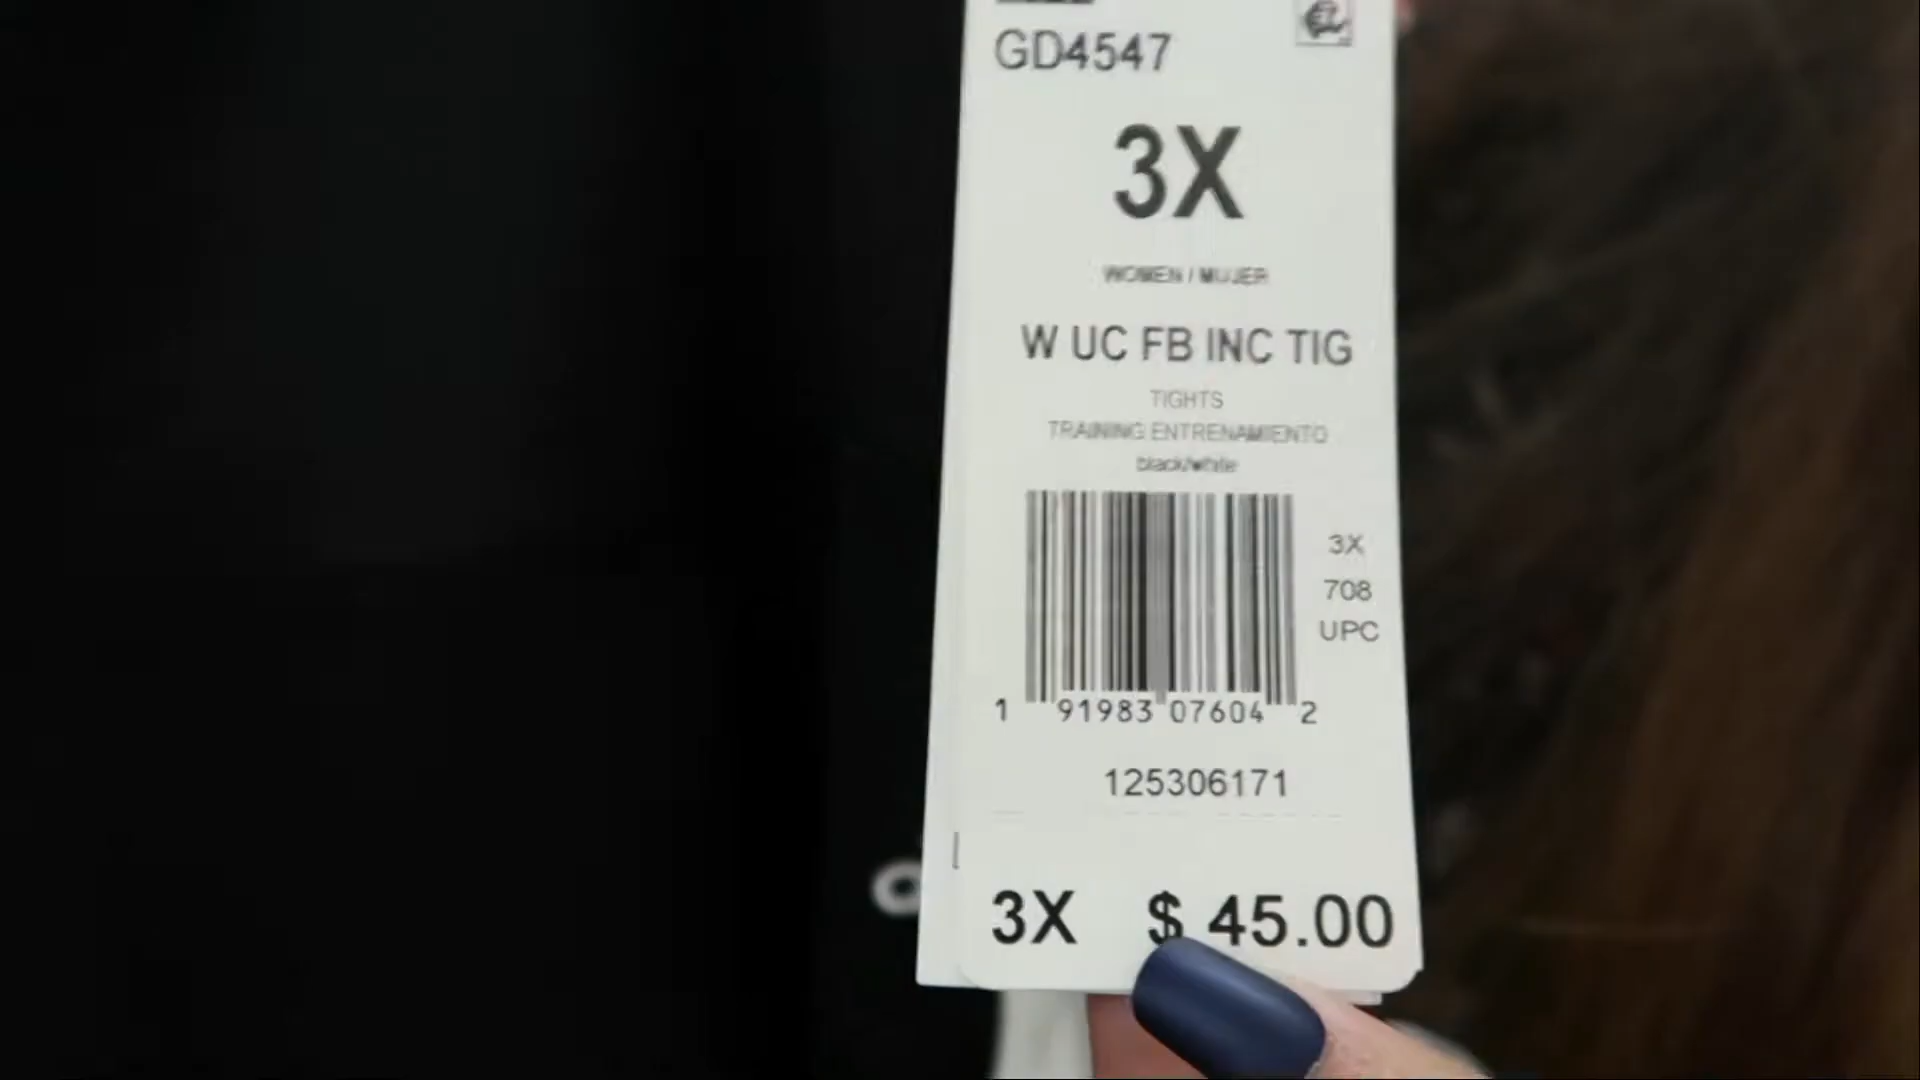 GD4547
3X
WOMEN / MUJER
W UC FB INC TIG
TIGHTS
TRAINING ENTRENAMIENTO
black/white
3X
708
UPC
1 91983 07604 2
125306171
3X $ 45.00